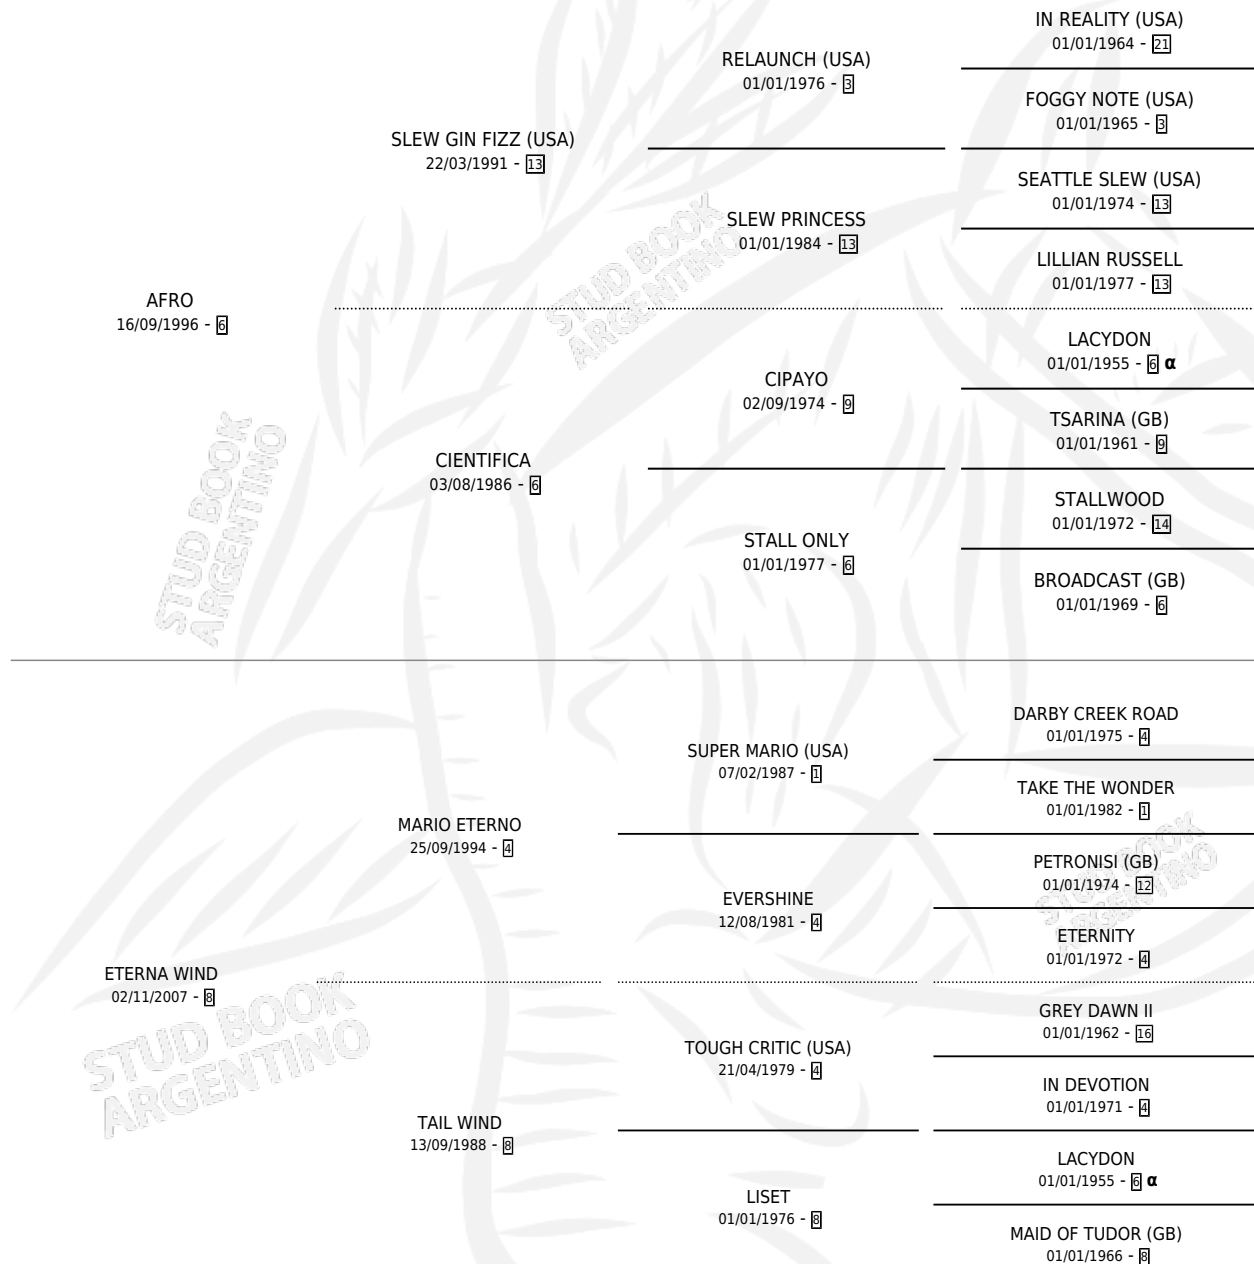 IN REALITY (USA)
01/01/1964 - 21
RELAUNCH (USA)
01/01/1976 - 3
FOGGY NOTE (USA)
01/01/1965 - 3
SLEW GIN FIZZ (USA)
22/03/1991 - 13
SEATTLE SLEW (USA)
01/01/1974 - 13
SLEW PRINCESS
01/01/1984 - 13
LILLIAN RUSSELL
01/01/1977 - 13
AFRO
16/09/1996 - 6
LACYDON
01/01/1955 - 6 α
CIPAYO
02/09/1974 - 9
TSARINA (GB)
01/01/1961 - 9
CIENTIFICA
03/08/1986 - 6
STALLWOOD
01/01/1972 - 14
STALL ONLY
01/01/1977 - 6
BROADCAST (GB)
01/01/1969 - 6
DARBY CREEK ROAD
01/01/1975 - 4
SUPER MARIO (USA)
07/02/1987 - 1
TAKE THE WONDER
01/01/1982 - 1
MARIO ETERNO
25/09/1994 - 4
PETRONISI (GB)
01/01/1974 - 12
EVERSHINE
12/08/1981 - 4
ETERNITY
01/01/1972 - 4
ETERNA WIND
02/11/2007 - 8
GREY DAWN II
01/01/1962 - 16
TOUGH CRITIC (USA)
21/04/1979 - 4
IN DEVOTION
01/01/1971 - 4
TAIL WIND
13/09/1988 - 8
LACYDON
01/01/1955 - 6 α
LISET
01/01/1976 - 8
MAID OF TUDOR (GB)
01/01/1966 - 8
STUD BOOK
ARGENTINO
STUD BOOK
ARGENTINO
STUD BOOK
ARGENTINO
STUD BOOK
ARGENTINO